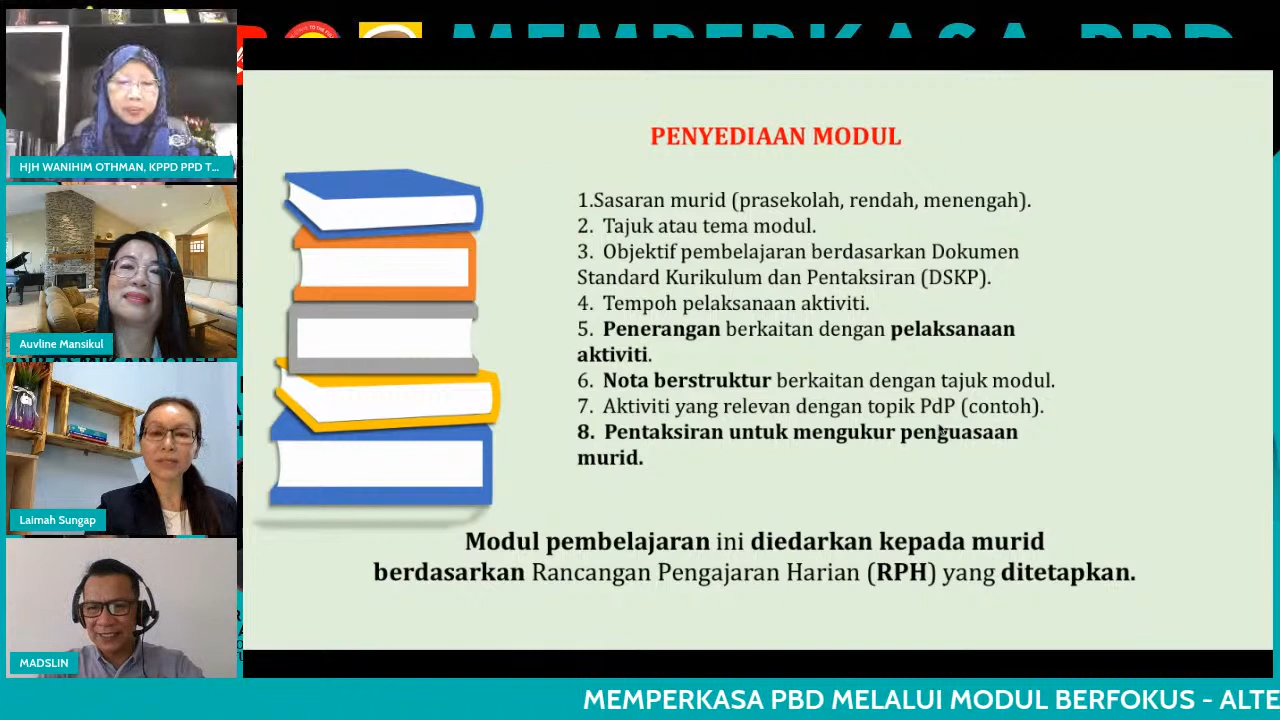 MEMPERKASA PBD
HJH WANIHIM OTHMAN, KPPD PPD T...
Auvline Mansikul
Laimah Sungap
MADSLIN
PENYEDIAAN MODUL
1.Sasaran murid (prasekolah, rendah, menengah).
2. Tajuk atau tema modul.
3. Objektif pembelajaran berdasarkan Dokumen
Standard Kurikulum dan Pentaksiran (DSKP).
4. Tempoh pelaksanaan aktiviti.
5. Penerangan berkaitan dengan pelaksanaan
aktiviti.
6. Nota berstruktur berkaitan dengan tajuk modul.
7. Aktiviti yang relevan dengan topik PdP (contoh).
8. Pentaksiran untuk mengukur penguasaan
murid.
Modul pembelajaran ini diedarkan kepada murid
berdasarkan Rancangan Pengajaran Harian (RPH) yang ditetapkan.
MEMPERKASA PBD MELALUI MODUL BERFOKUS - ALTE